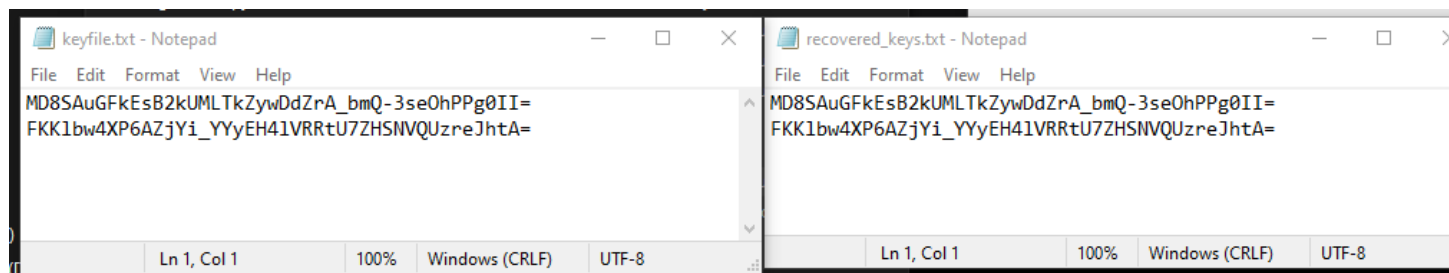 keyfile.txt - Notepad
File Edit Format View Help
MD8SAuGFkEsB2kUMLTkZywDdZrA_bmQ-3seOhPPg0II=
FKKlbw4XP6AZjYi_YYyEH4lVRRtU7ZHSNVQUzreJhtA=
Ln 1, Col 1 100% Windows (CRLF) UTF-8
recovered_keys.txt - Notepad
File Edit Format View Help
MD8SAuGFkEsB2kUMLTkZywDdZrA_bmQ-3seOhPPg0II=
FKKlbw4XP6AZjYi_YYyEH4lVRRtU7ZHSNVQUzreJhtA=
Ln 1, Col 1 100% Windows (CRLF) UTF-8